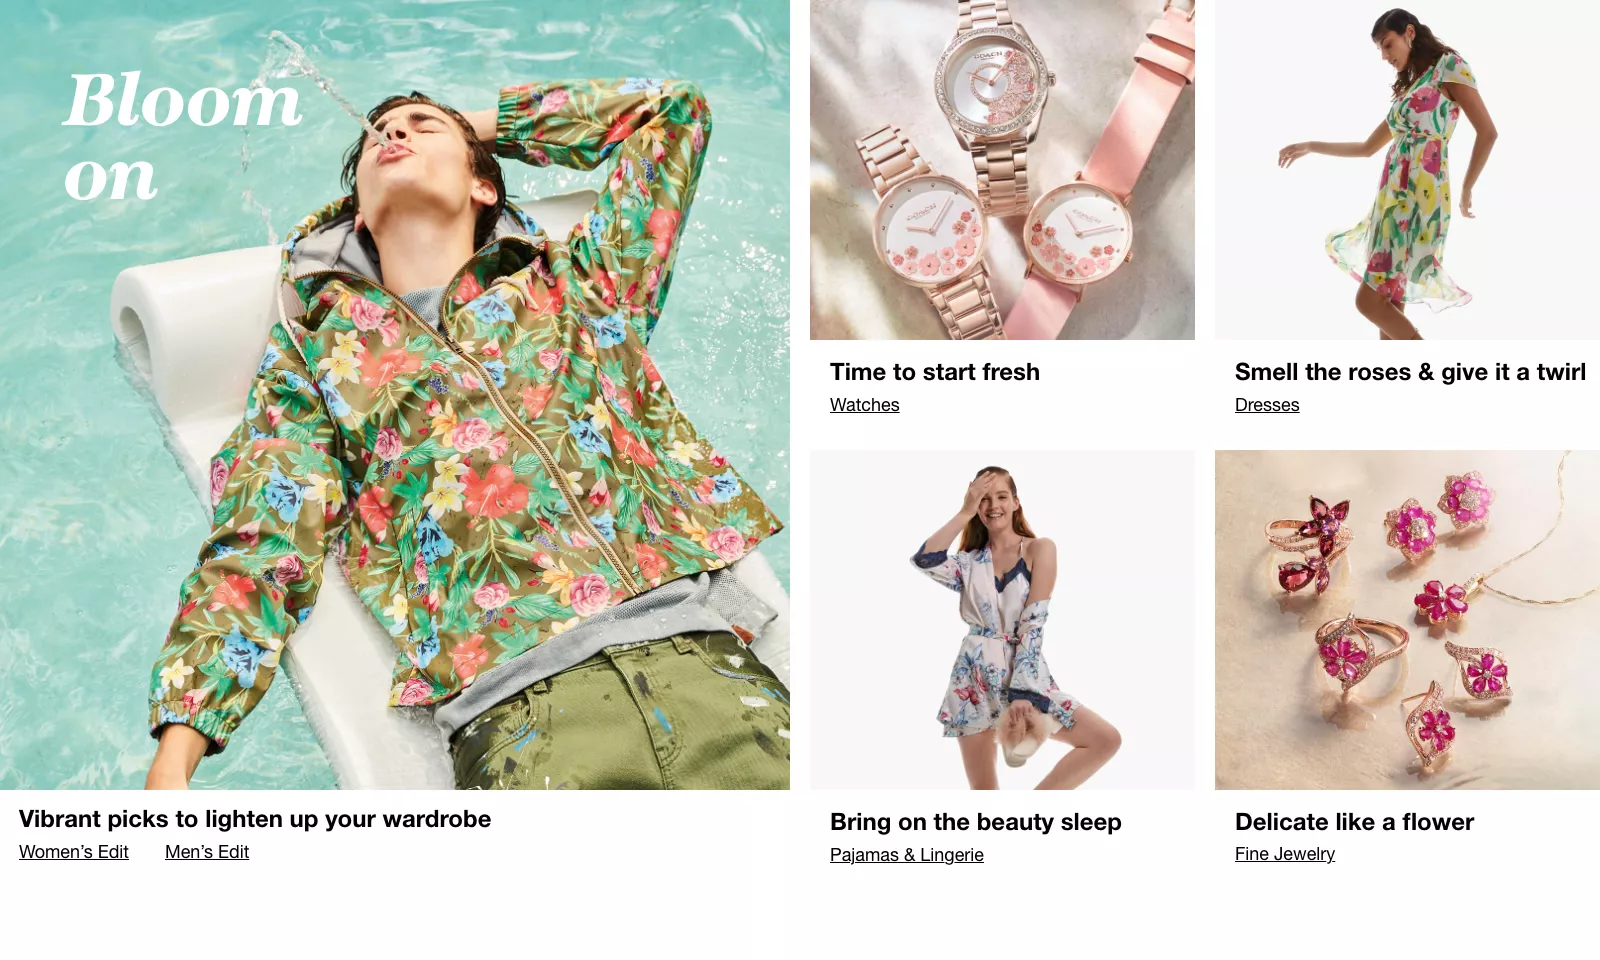 Bloom
on
Vibrant picks to lighten up your wardrobe
Women’s Edit Men’s Edit
COACH
COACH
COACH
Time to start fresh
Watches
Smell the roses & give it a twirl
Dresses
Bring on the beauty sleep
Pajamas & Lingerie
Delicate like a flower
Fine Jewelry